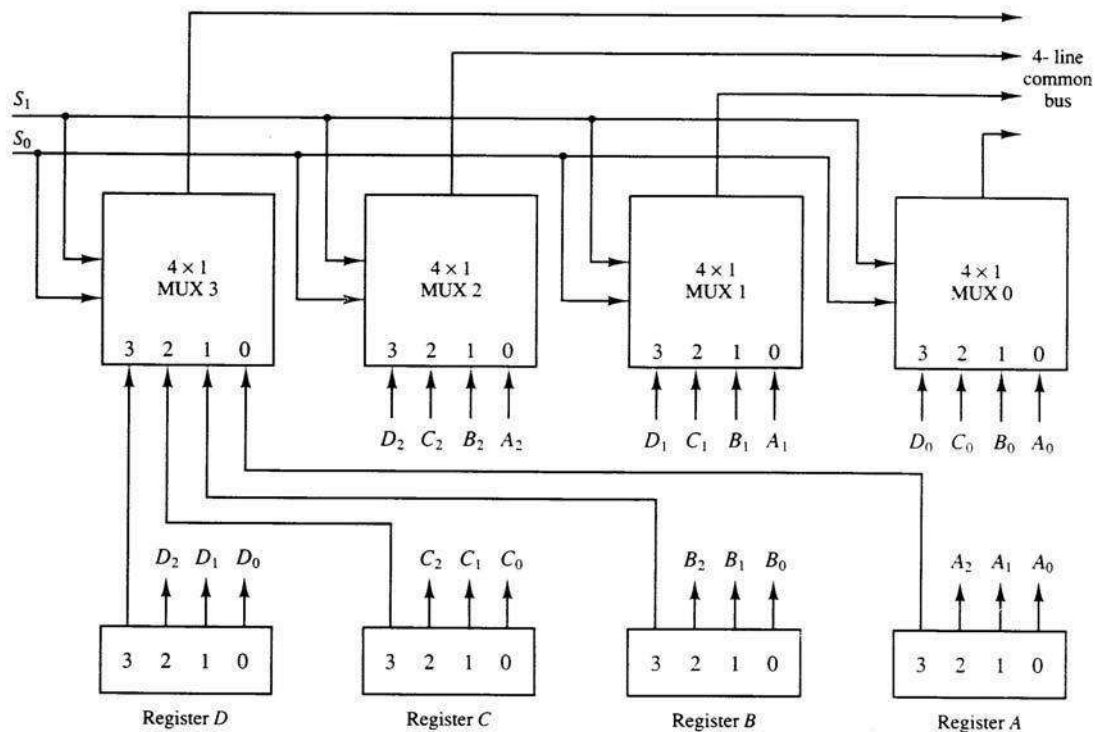 4- line
common
bus
S₁
S₀
4 × 1
MUX 3
4 × 1
MUX 2
4 × 1
MUX 1
4 × 1
MUX 0
3 2 1 0
3 2 1 0
3 2 1 0
3 2 1 0
D₂ C₂ B₂ A₂
D₁ C₁ B₁ A₁
D₀ C₀ B₀ A₀
D₂ D₁ D₀
C₂ C₁ C₀
B₂ B₁ B₀
A₂ A₁ A₀
3 2 1 0
3 2 1 0
3 2 1 0
3 2 1 0
Register D
Register C
Register B
Register A